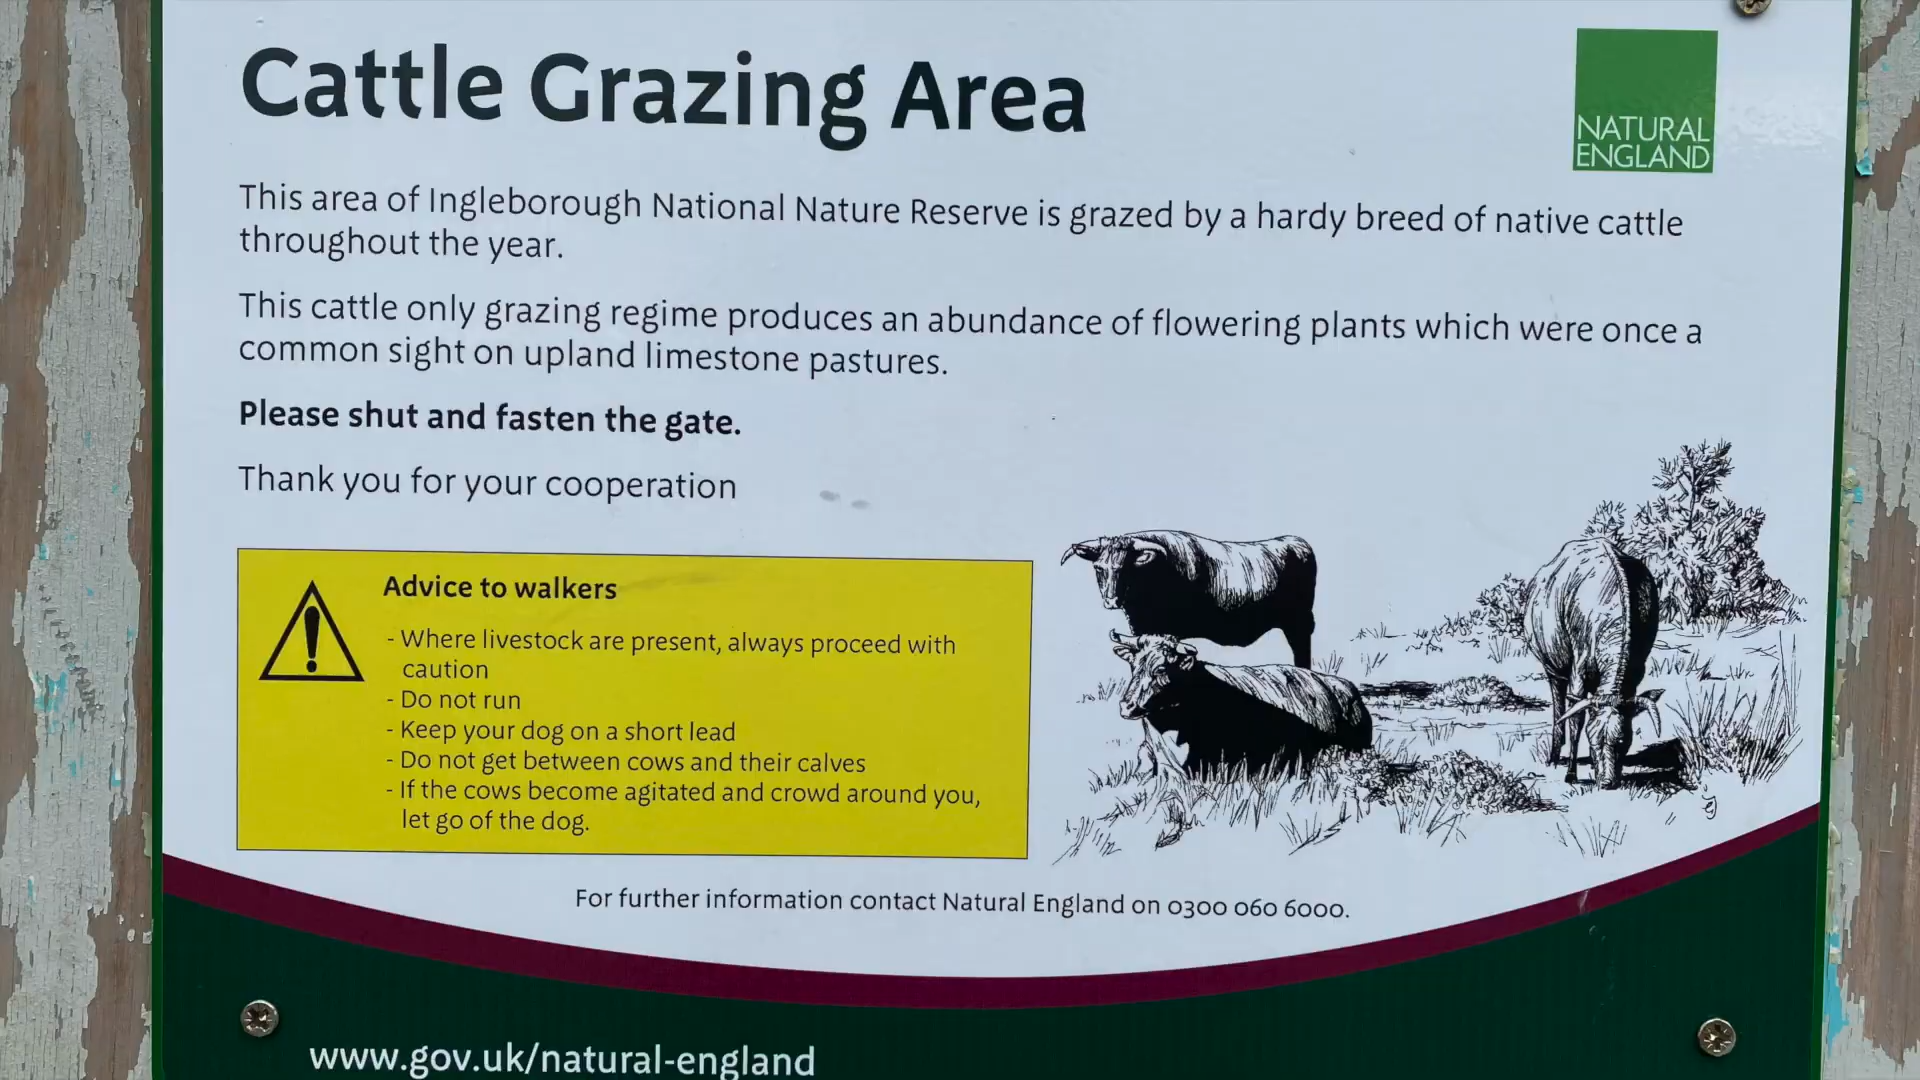 Cattle Grazing Area
NATURAL
ENGLAND
This area of Ingleborough National Nature Reserve is grazed by a hardy breed of native cattle
throughout the year.
This cattle only grazing regime produces an abundance of flowering plants which were once a
common sight on upland limestone pastures.
Please shut and fasten the gate.
Thank you for your cooperation
Advice to walkers
- Where livestock are present, always proceed with
caution
- Do not run
- Keep your dog on a short lead
- Do not get between cows and their calves
- If the cows become agitated and crowd around you,
let go of the dog.
For further information contact Natural England on 0300 060 6000.
www.gov.uk/natural-england